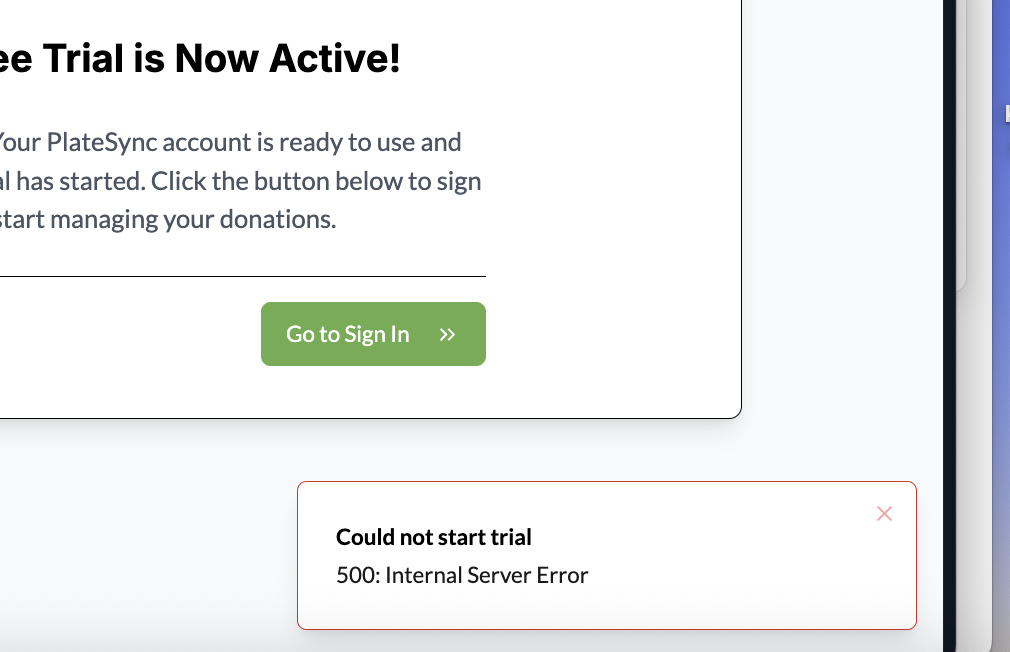 ee Trial is Now Active!
Your PlateSync account is ready to use and
al has started. Click the button below to sign
start managing your donations.
Go to Sign In
Could not start trial
500: Internal Server Error